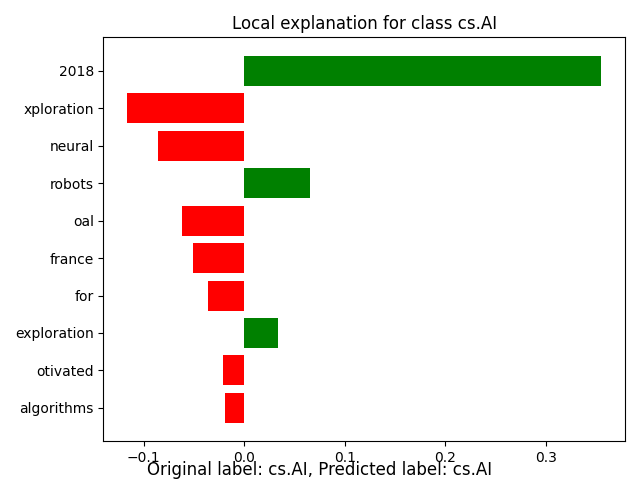 Local explanation for class cs.AI
2018
xploration
neural
robots
oal
france
for
exploration
otivated
algorithms
−0.1 0.0 0.1 0.2 0.3
Original label: cs.AI, Predicted label: cs.AI